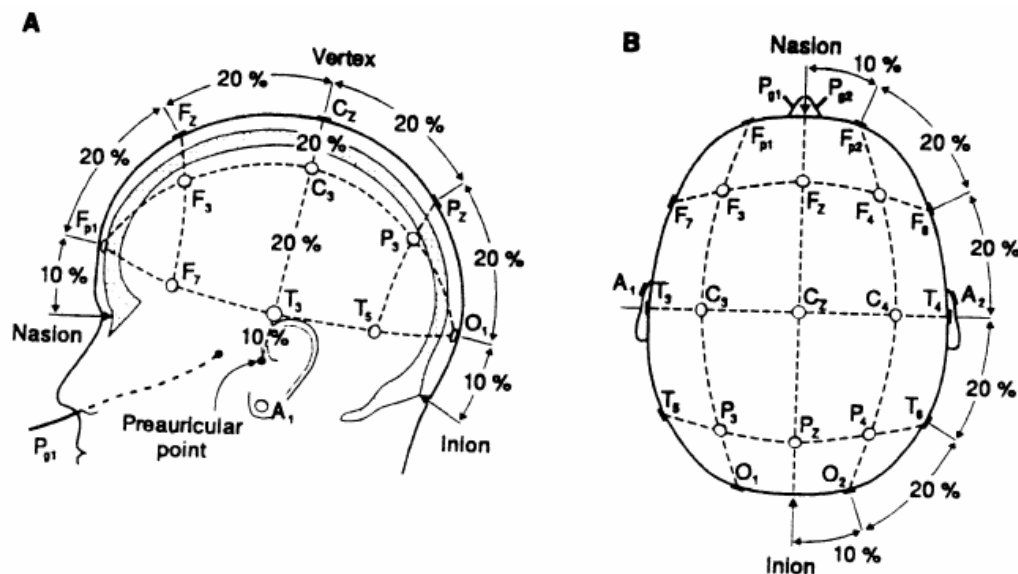 A
Vertex
20 %
20 %
Fz
Cz
20 %
20 %
20 %
F3
C3
Pz
Fp1
P3
20 %
20 %
10 %
F7
T3
T5
O1
Nasion
10 %
10 %
A1
Preauricular
point
Inion
Pg1
B
Nasion
10 %
Pg1
Pg2
Fp1
Fp2
20 %
F7
F3
Fz
F4
F8
20 %
A1
T3
C3
Cz
C4
T4
A2
20 %
T5
P3
Pz
P4
T6
O1
O2
20 %
10 %
Inion